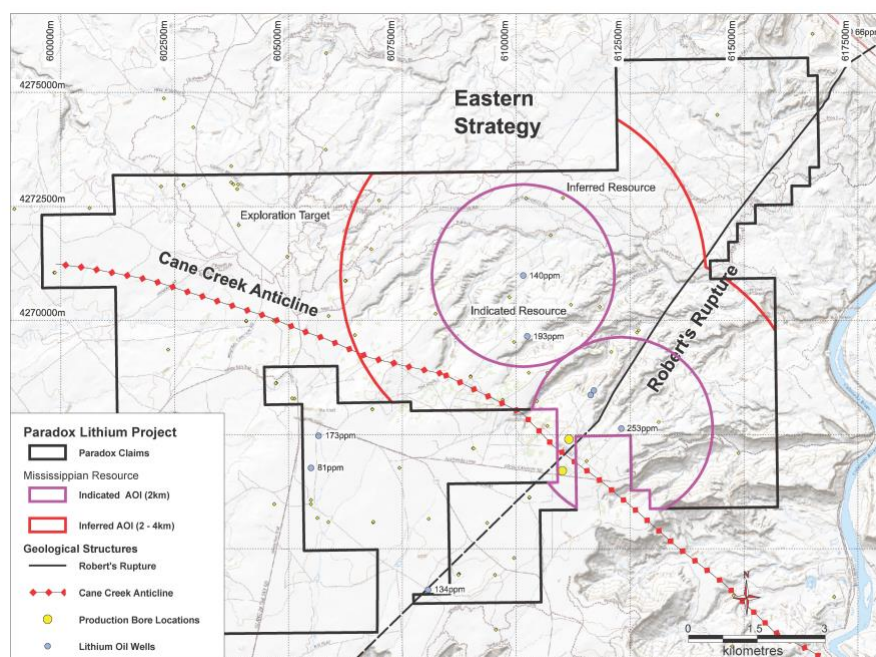 600000m
602500m
605000m
607500m
610000m
612500m
615000m
617500m
66ppm
4275000m
Eastern
Strategy
4272500m
Inferred Resource
Exploration Target
Cane Creek Anticline
140ppm
Indicated Resource
4270000m
193ppm
Robert's Rupture
253ppm
173ppm
81ppm
134ppm
Paradox Lithium Project
Paradox Claims
Mississippian Resource
Indicated AOI (2km)
Inferred AOI (2 - 4km)
Geological Structures
Robert's Rupture
Cane Creek Anticline
Production Bore Locations
Lithium Oil Wells
N
0 1.5 3
kilometres